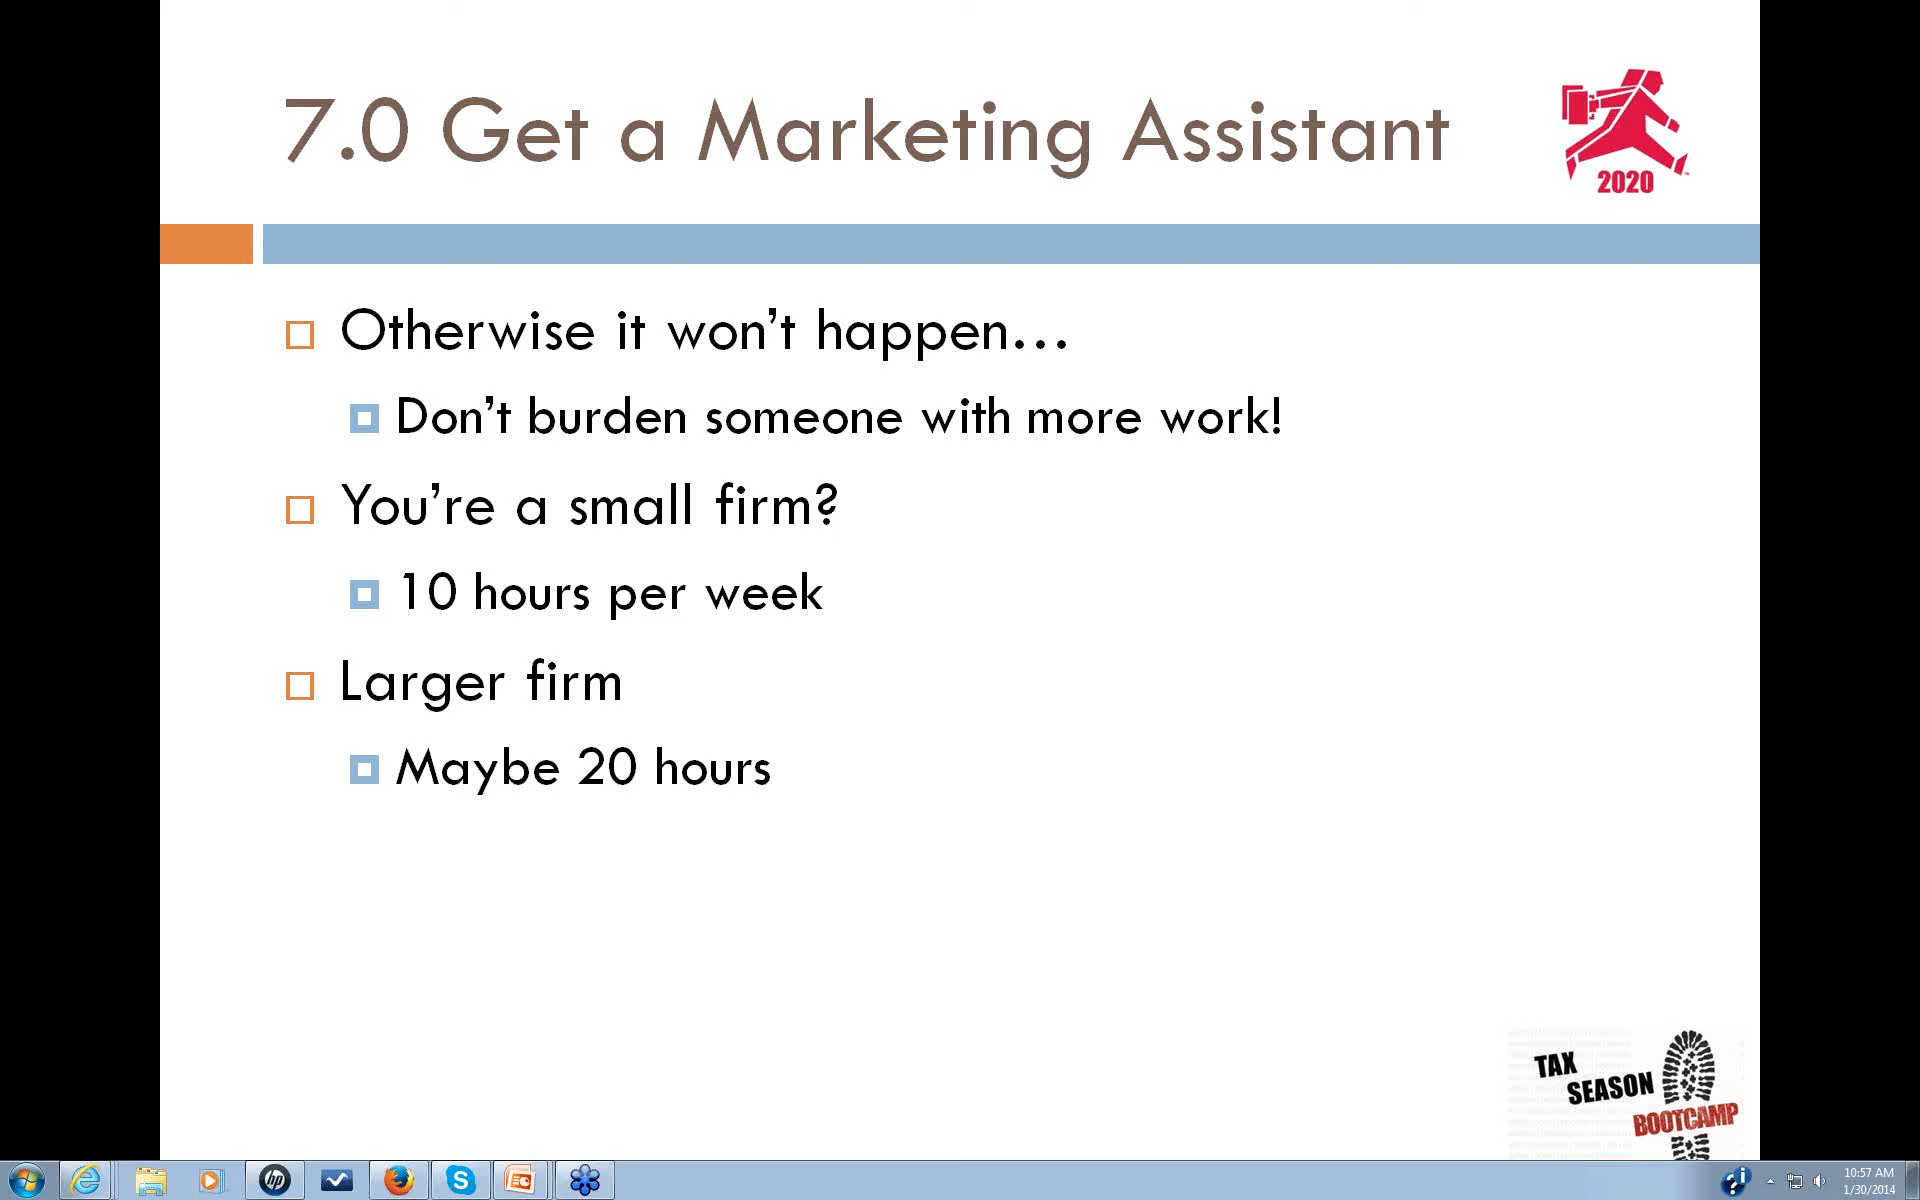 7.0 Get a Marketing Assistant
2020
Otherwise it won't happen...
Don't burden someone with more work!
You're a small firm?
10 hours per week
Larger firm
Maybe 20 hours
TAX
SEASON
BOOTCAMP
10:57 AM
1/30/2014